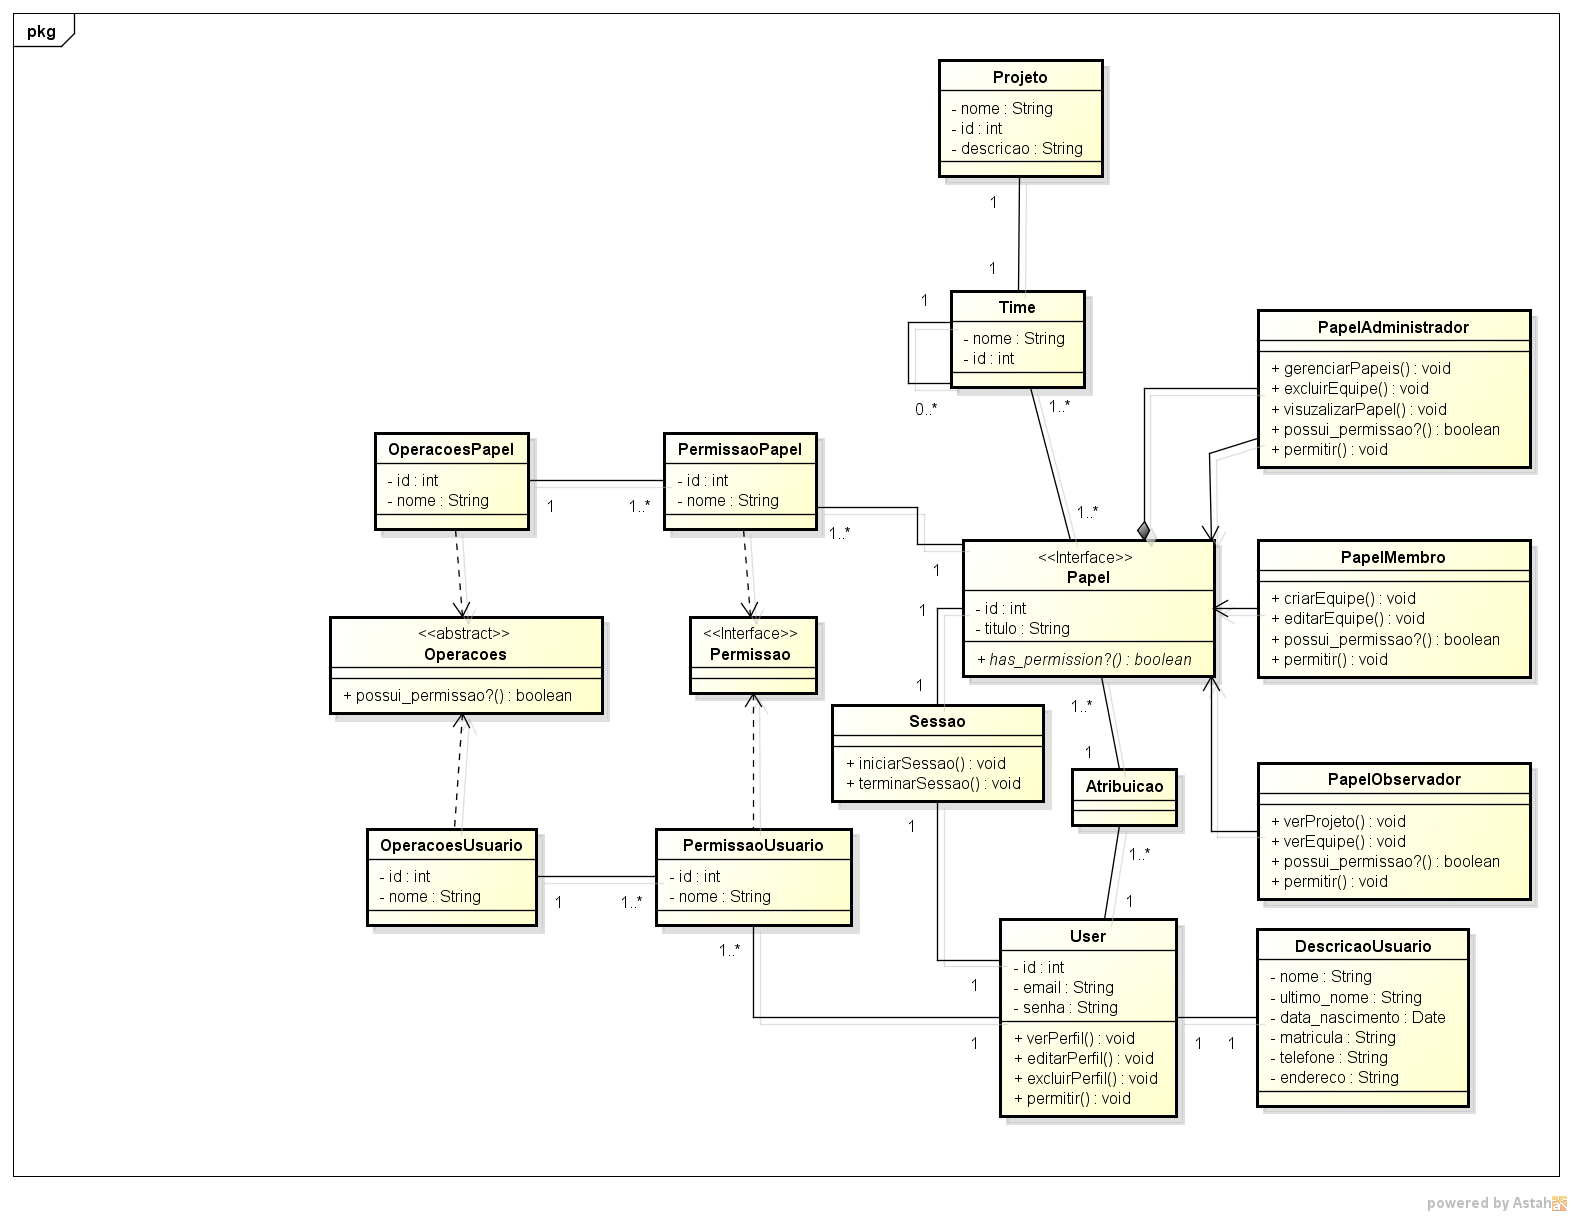 pkg
Projeto
- nome : String
- id : int
- descricao : String
1
1
1
Time
- nome : String
- id : int
0..*
1..*
1..*
PapelAdministrador
+ gerenciarPapeis() : void
+ excluirEquipe() : void
+ visuzalizarPapel() : void
+ possui_permissao?() : boolean
+ permitir() : void
OperacoesPapel
- id : int
- nome : String
1
1..*
PermissaoPapel
- id : int
- nome : String
1..*
1
<<Interface>>
Papel
- id : int
- titulo : String
+ has_permission?() : boolean
PapelMembro
+ criarEquipe() : void
+ editarEquipe() : void
+ possui_permissao?() : boolean
+ permitir() : void
<<abstract>>
Operacoes
+ possui_permissao?() : boolean
<<Interface>>
Permissao
1
1
Sessao
+ iniciarSessao() : void
+ terminarSessao() : void
1
1..*
1
Atribuicao
1..*
1
PapelObservador
+ verProjeto() : void
+ verEquipe() : void
+ possui_permissao?() : boolean
+ permitir() : void
OperacoesUsuario
- id : int
- nome : String
1
1..*
PermissaoUsuario
- id : int
- nome : String
1..*
1
1
User
- id : int
- email : String
- senha : String
+ verPerfil() : void
+ editarPerfil() : void
+ excluirPerfil() : void
+ permitir() : void
1
1
DescricaoUsuario
- nome : String
- ultimo_nome : String
- data_nascimento : Date
- matricula : String
- telefone : String
- endereco : String
powered by Astah